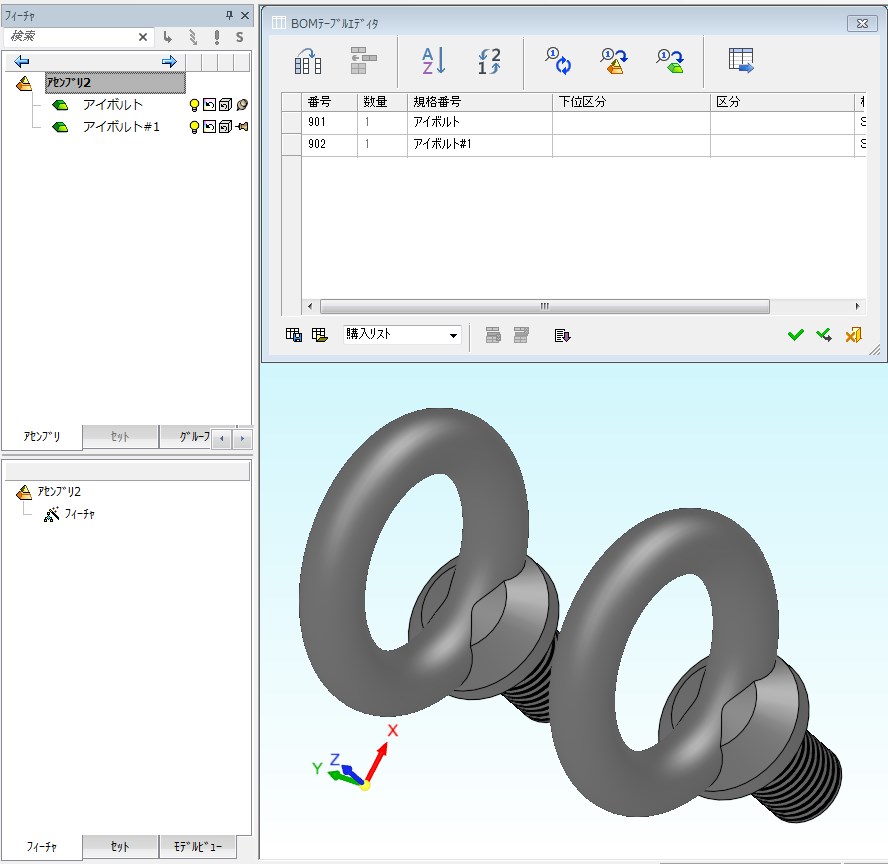 フィーチャ
検索
S
アセンブリ2
アイボルト
アイボルト#1
アセンブリ
セット
グループ
アセンブリ2
フィーチャ
フィーチャ
セット
モデルビュー
BOMテーブルエディタ
番号 数量 規格番号 下位区分 区分
901 1 アイボルト
902 1 アイボルト#1
購入リスト
X
Y
Z